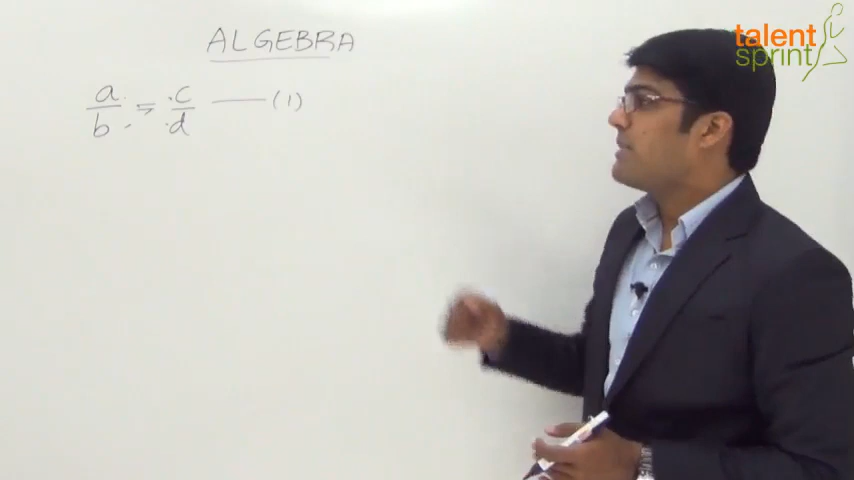 ALGEBRA
a/b = c/d —— (1)
talent
sprint